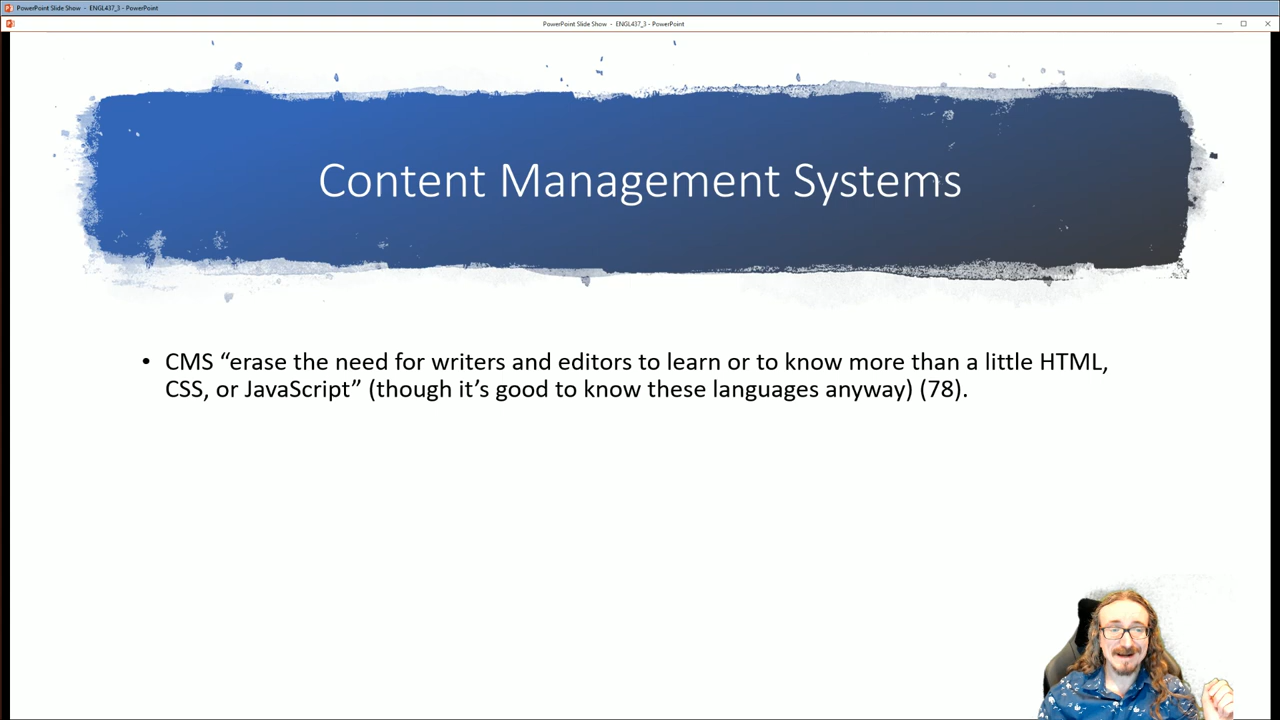 PowerPoint Slide Show - ENGL437_3 - PowerPoint
PowerPoint Slide Show - ENGL437_3 - PowerPoint
Content Management Systems
• CMS “erase the need for writers and editors to learn or to know more than a little HTML,
CSS, or JavaScript” (though it’s good to know these languages anyway) (78).